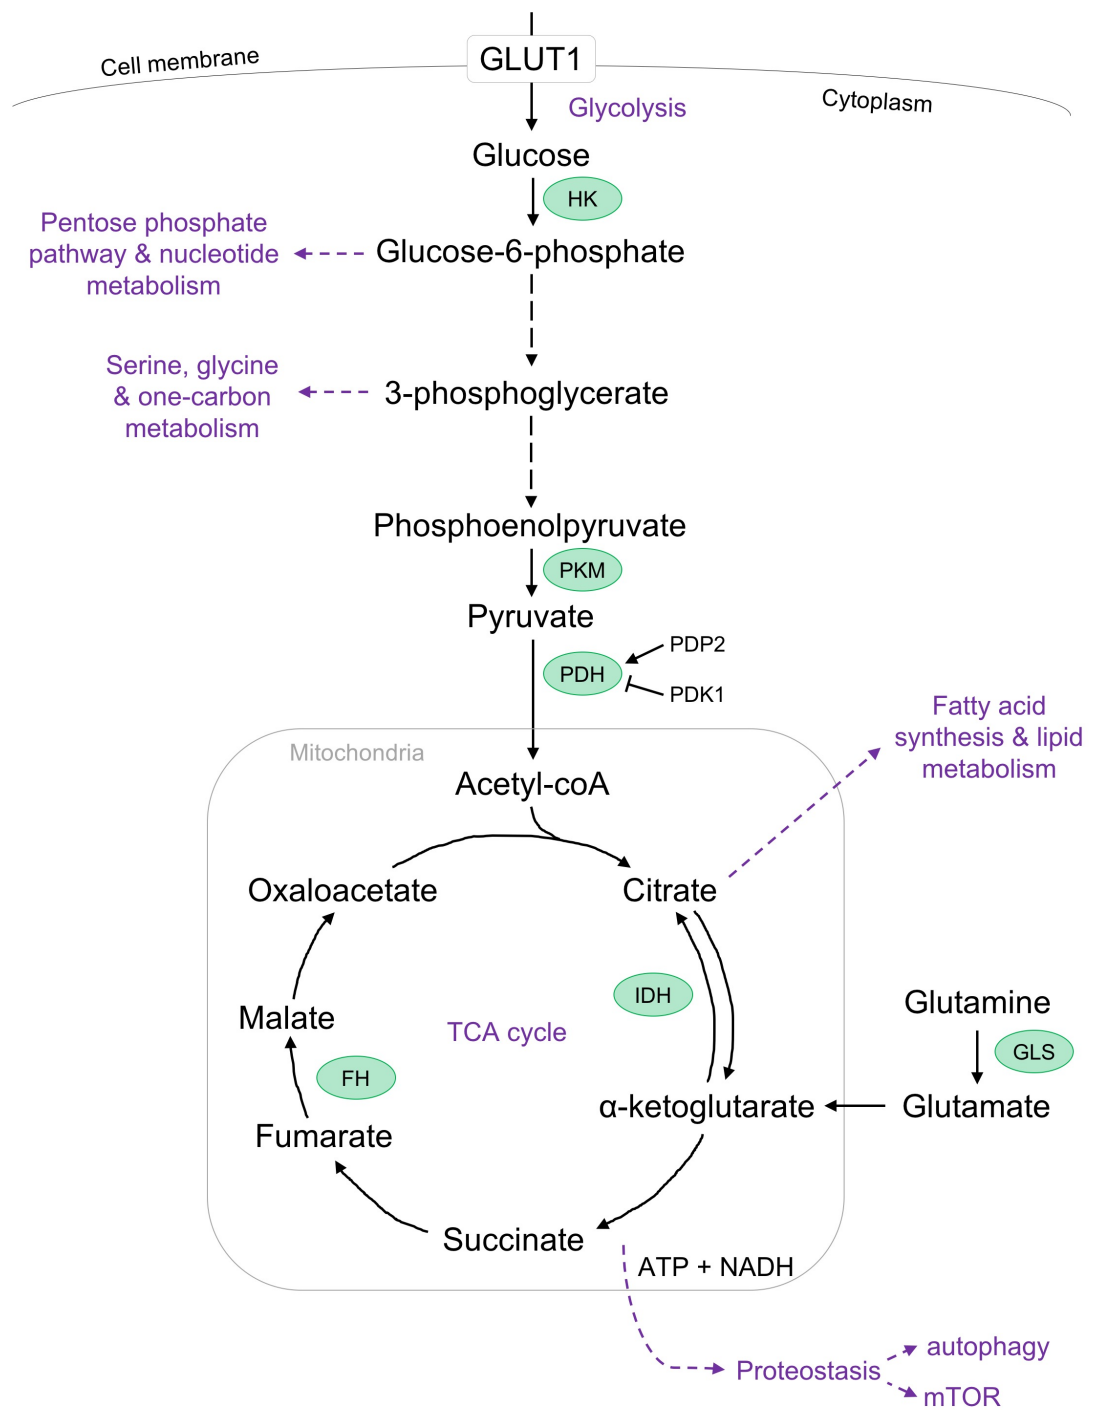 Cell membrane
GLUT1
Cytoplasm
Glycolysis
Glucose
HK
Pentose phosphate
pathway & nucleotide
metabolism
Glucose-6-phosphate
Serine, glycine
& one-carbon
metabolism
3-phosphoglycerate
Phosphoenolpyruvate
PKM
Pyruvate
PDH
PDP2
PDK1
Fatty acid
synthesis & lipid
metabolism
Mitochondria
Acetyl-coA
Oxaloacetate
Citrate
IDH
Malate
TCA cycle
Glutamine
GLS
FH
α-ketoglutarate
Glutamate
Fumarate
Succinate
ATP + NADH
Proteostasis
autophagy
mTOR